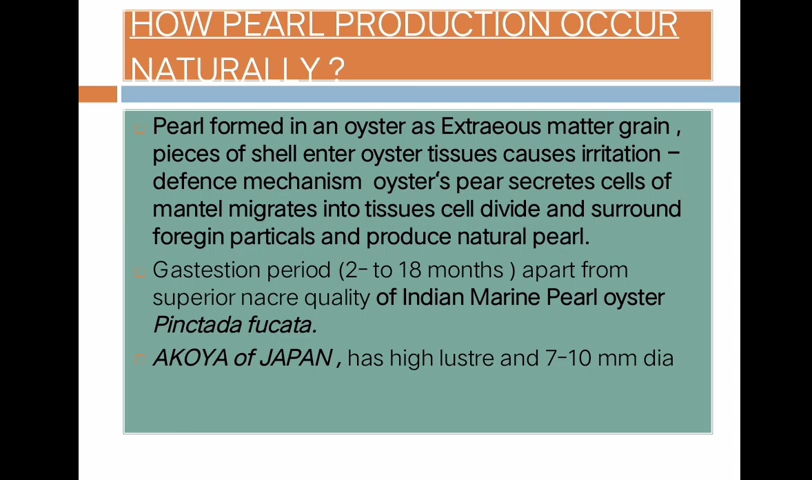 HOW PEARL PRODUCTION OCCUR
NATURALLY ?
Pearl formed in an oyster as Extraeous matter grain ,
pieces of shell enter oyster tissues causes irritation –
defence mechanism oyster‘s pear secretes cells of
mantel migrates into tissues cell divide and surround
foregin particals and produce natural pearl.
Gastestion period (2- to 18 months ) apart from
superior nacre quality of Indian Marine Pearl oyster
Pinctada fucata.
AKOYA of JAPAN , has high lustre and 7-10 mm dia